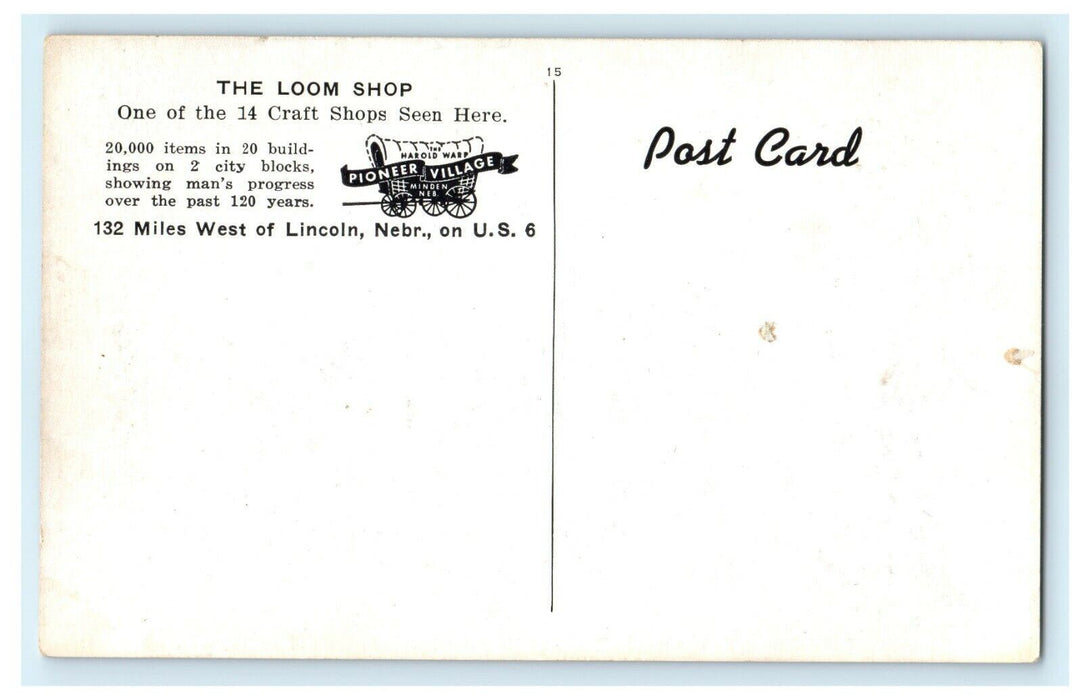 15
THE LOOM SHOP
One of the 14 Craft Shops Seen Here.
20,000 items in 20 build-
ings on 2 city blocks,
showing man's progress
over the past 120 years.
THE
HAROLD WARP
PIONEER VILLAGE
MINDEN
NEB.
132 Miles West of Lincoln, Nebr., on U.S. 6
Post Card